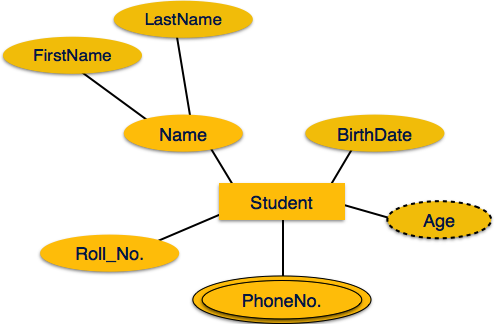 LastName
FirstName
Name
BirthDate
Student
Age
Roll_No.
PhoneNo.